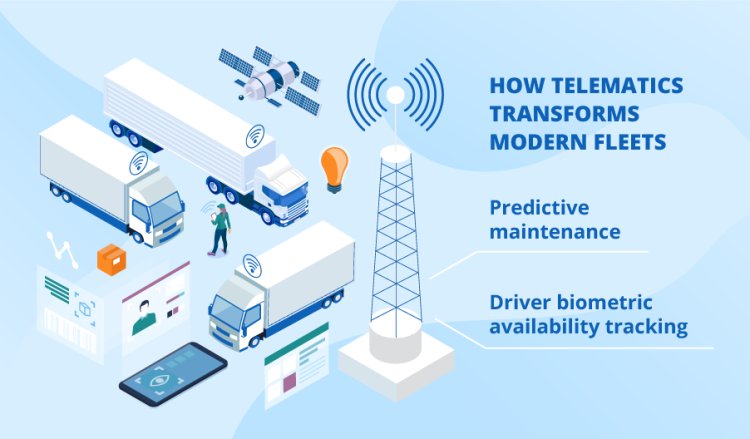 HOW TELEMATICS
TRANSFORMS
MODERN FLEETS
Predictive
maintenance
Driver biometric
availability tracking